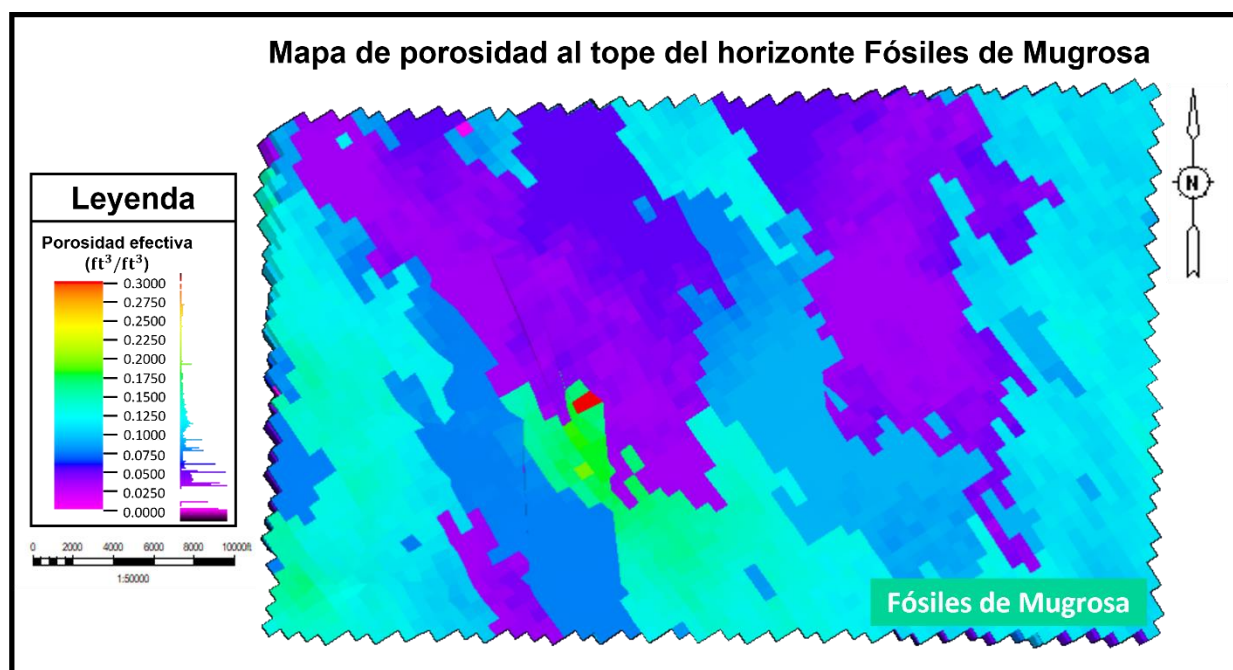 Mapa de porosidad al tope del horizonte Fósiles de Mugrosa
N
Leyenda
Porosidad efectiva
(ft³/ft³)
0.3000
0.2750
0.2500
0.2250
0.2000
0.1750
0.1500
0.1250
0.1000
0.0750
0.0500
0.0250
0.0000
0 2000 4000 6000 8000 10000ft
1:50000
Fósiles de Mugrosa